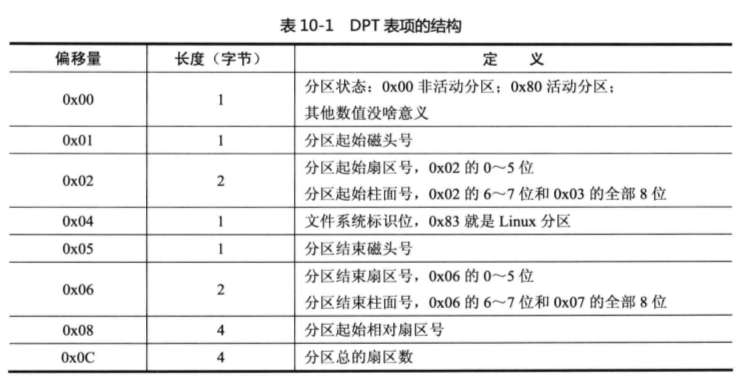 表 10-1 DPT 表项的结构
偏移量 长度（字节） 定 义
0x00 1 分区状态：0x00 非活动分区；0x80 活动分区；
其他数值没啥意义
0x01 1 分区起始磁头号
0x02 2 分区起始扇区号，0x02 的 0～5 位
分区起始柱面号，0x02 的 6～7 位和 0x03 的全部 8 位
0x04 1 文件系统标识位，0x83 就是 Linux 分区
0x05 1 分区结束磁头号
0x06 2 分区结束扇区号，0x06 的 0～5 位
分区结束柱面号，0x06 的 6～7 位和 0x07 的全部 8 位
0x08 4 分区起始相对扇区号
0x0C 4 分区总的扇区数